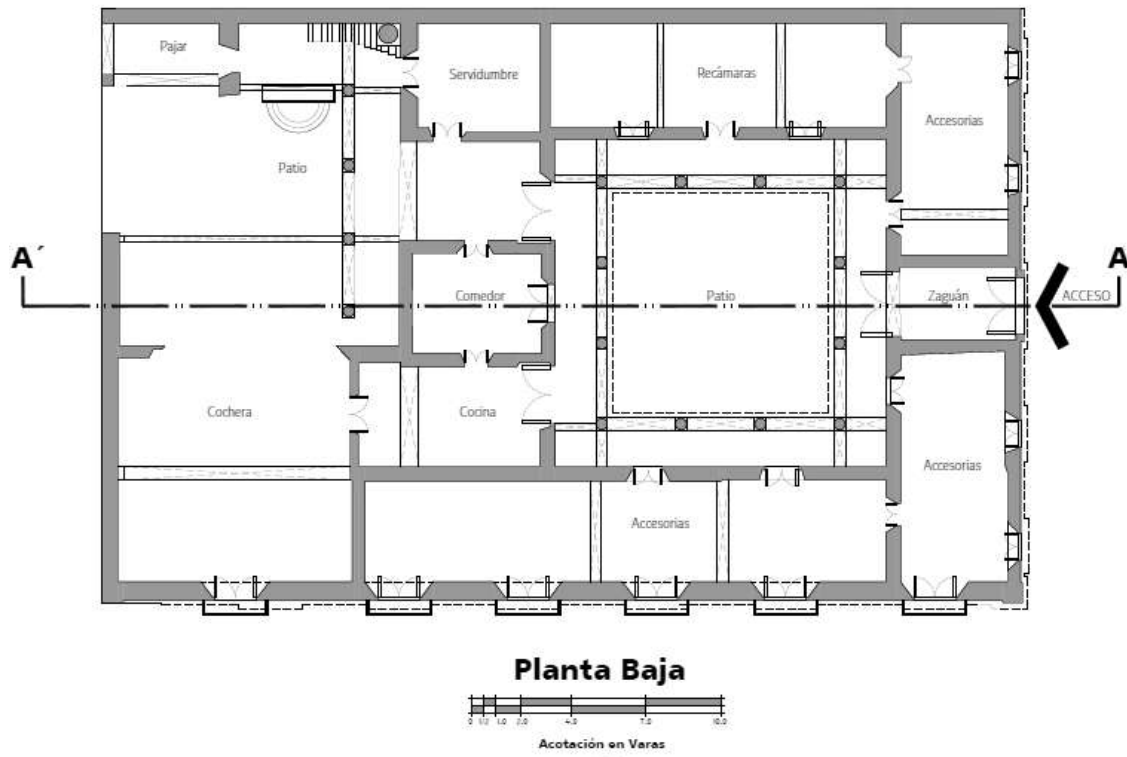 Pajar
Servidumbre
Recámaras
Accesorias
Patio
A´
Comedor
Patio
Zaguán
ACCESO
A
Cochera
Cocina
Accesorias
Accesorias
Planta Baja
0 1/2 1.0 2.0 4.0 7.0 10.0
Acotación en Varas